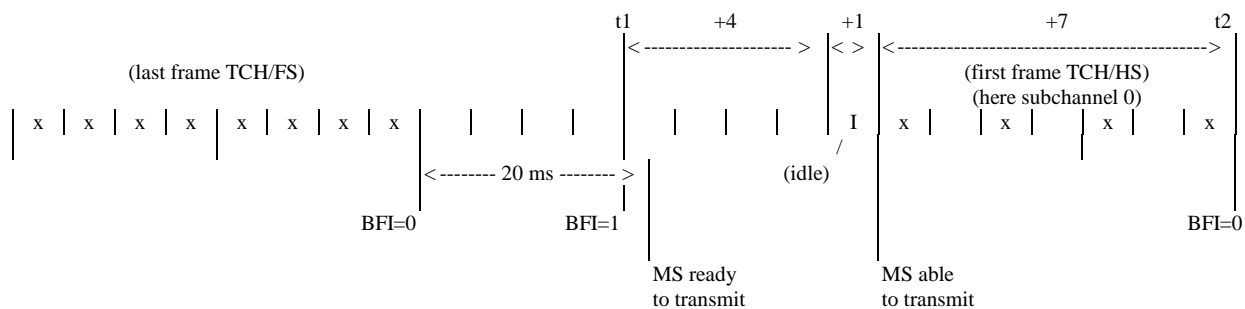 t1 +4 +1 +7 t2
< --------------------- > < > <------------------------------------------------>
(last frame TCH/FS) (first frame TCH/HS)
(here subchannel 0)
x x x x x x x x I x x x x
/
< -------- 20 ms -------- > (idle)
BFI=0 BFI=1 BFI=0
MS ready MS able
to transmit to transmit